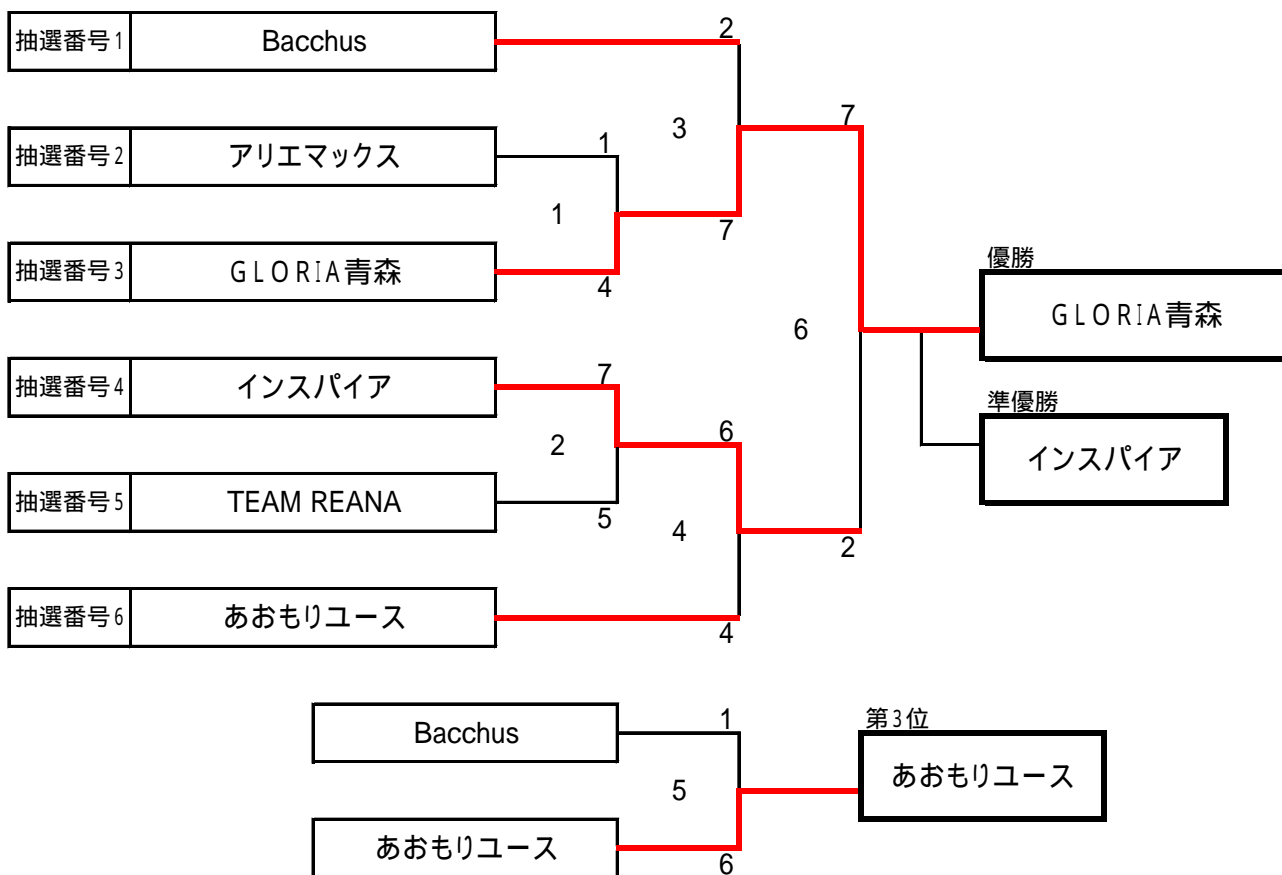 抽選番号1 Bacchus
2
7
3
抽選番号2 アリエマックス
1
1
7
抽選番号3 GLORIA青森
4
優勝
GLORIA青森
6
抽選番号4 インスパイア
7
準優勝
インスパイア
6
2
抽選番号5 TEAM REANA
5
4
2
抽選番号6 あおもりユース
4
Bacchus
1
第3位
あおもりユース
5
あおもりユース
6